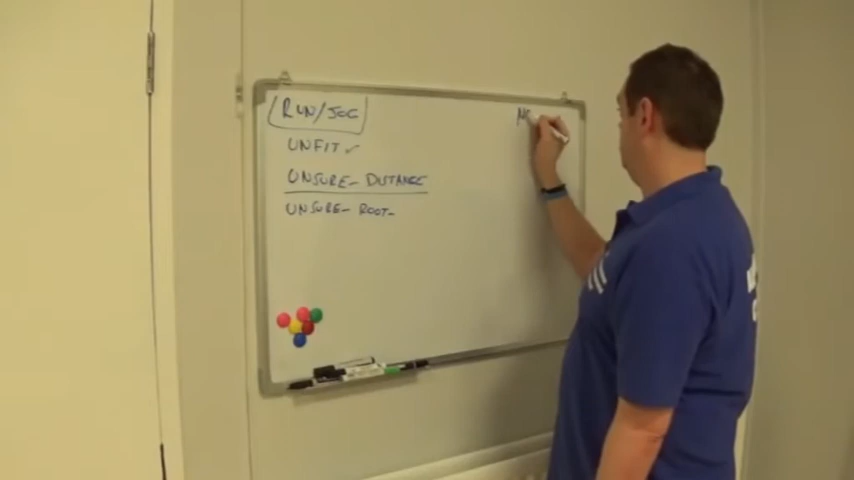 RUN/JOG
UNFIT ✓
UNSURE- DISTANCE
UNSURE- ROOT-